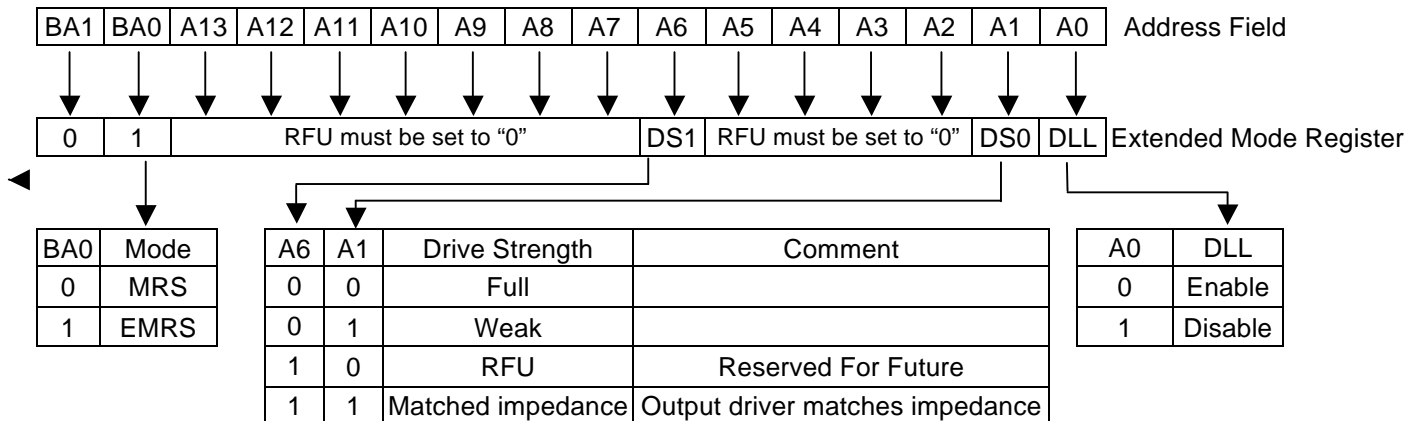 BA1 BA0 A13 A12 A11 A10 A9 A8 A7 A6 A5 A4 A3 A2 A1 A0 Address Field
0 1 RFU must be set to “0” DS1 RFU must be set to “0” DS0 DLL Extended Mode Register
BA0 Mode
0 MRS
1 EMRS
A6 A1 Drive Strength Comment
0 0 Full
0 1 Weak
1 0 RFU Reserved For Future
1 1 Matched impedance Output driver matches impedance
A0 DLL
0 Enable
1 Disable